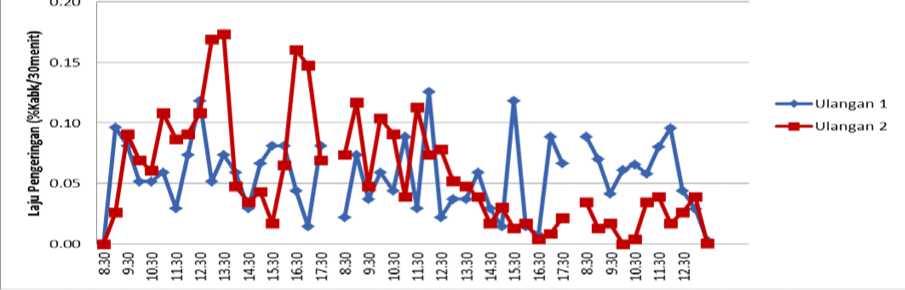 0.20
0.15
0.10
0.05
0.00
Laju Pengeringan (%Kabk/30menit)
8.30 9.30 10.30 11.30 12.30 13.30 14.30 15.30 16.30 17.30 8.30 9.30 10.30 11.30 12.30 13.30 14.30 15.30 16.30 17.30 8.30 9.30 10.30 11.30 12.30
Ulangan 1
Ulangan 2